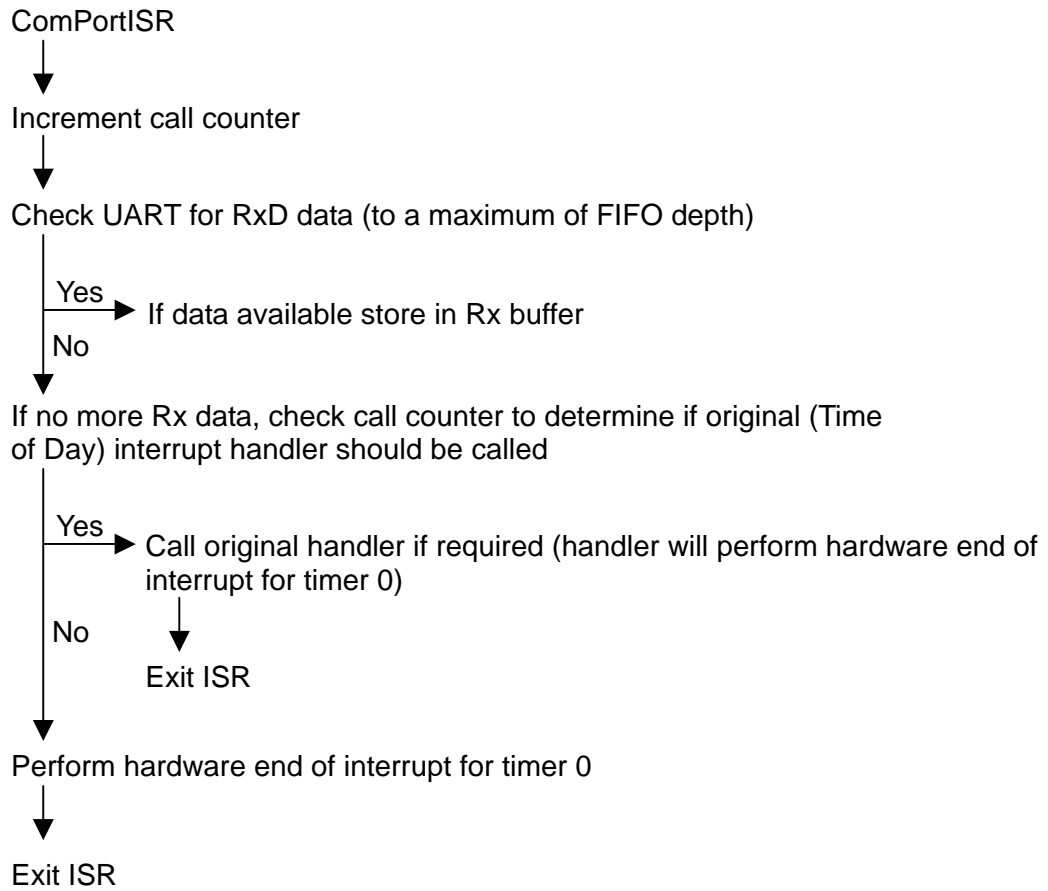 ComPortISR
Increment call counter
Check UART for RxD data (to a maximum of FIFO depth)
Yes
If data available store in Rx buffer
No
If no more Rx data, check call counter to determine if original (Time
of Day) interrupt handler should be called
Yes
Call original handler if required (handler will perform hardware end of
interrupt for timer 0)
No
Exit ISR
Perform hardware end of interrupt for timer 0
Exit ISR